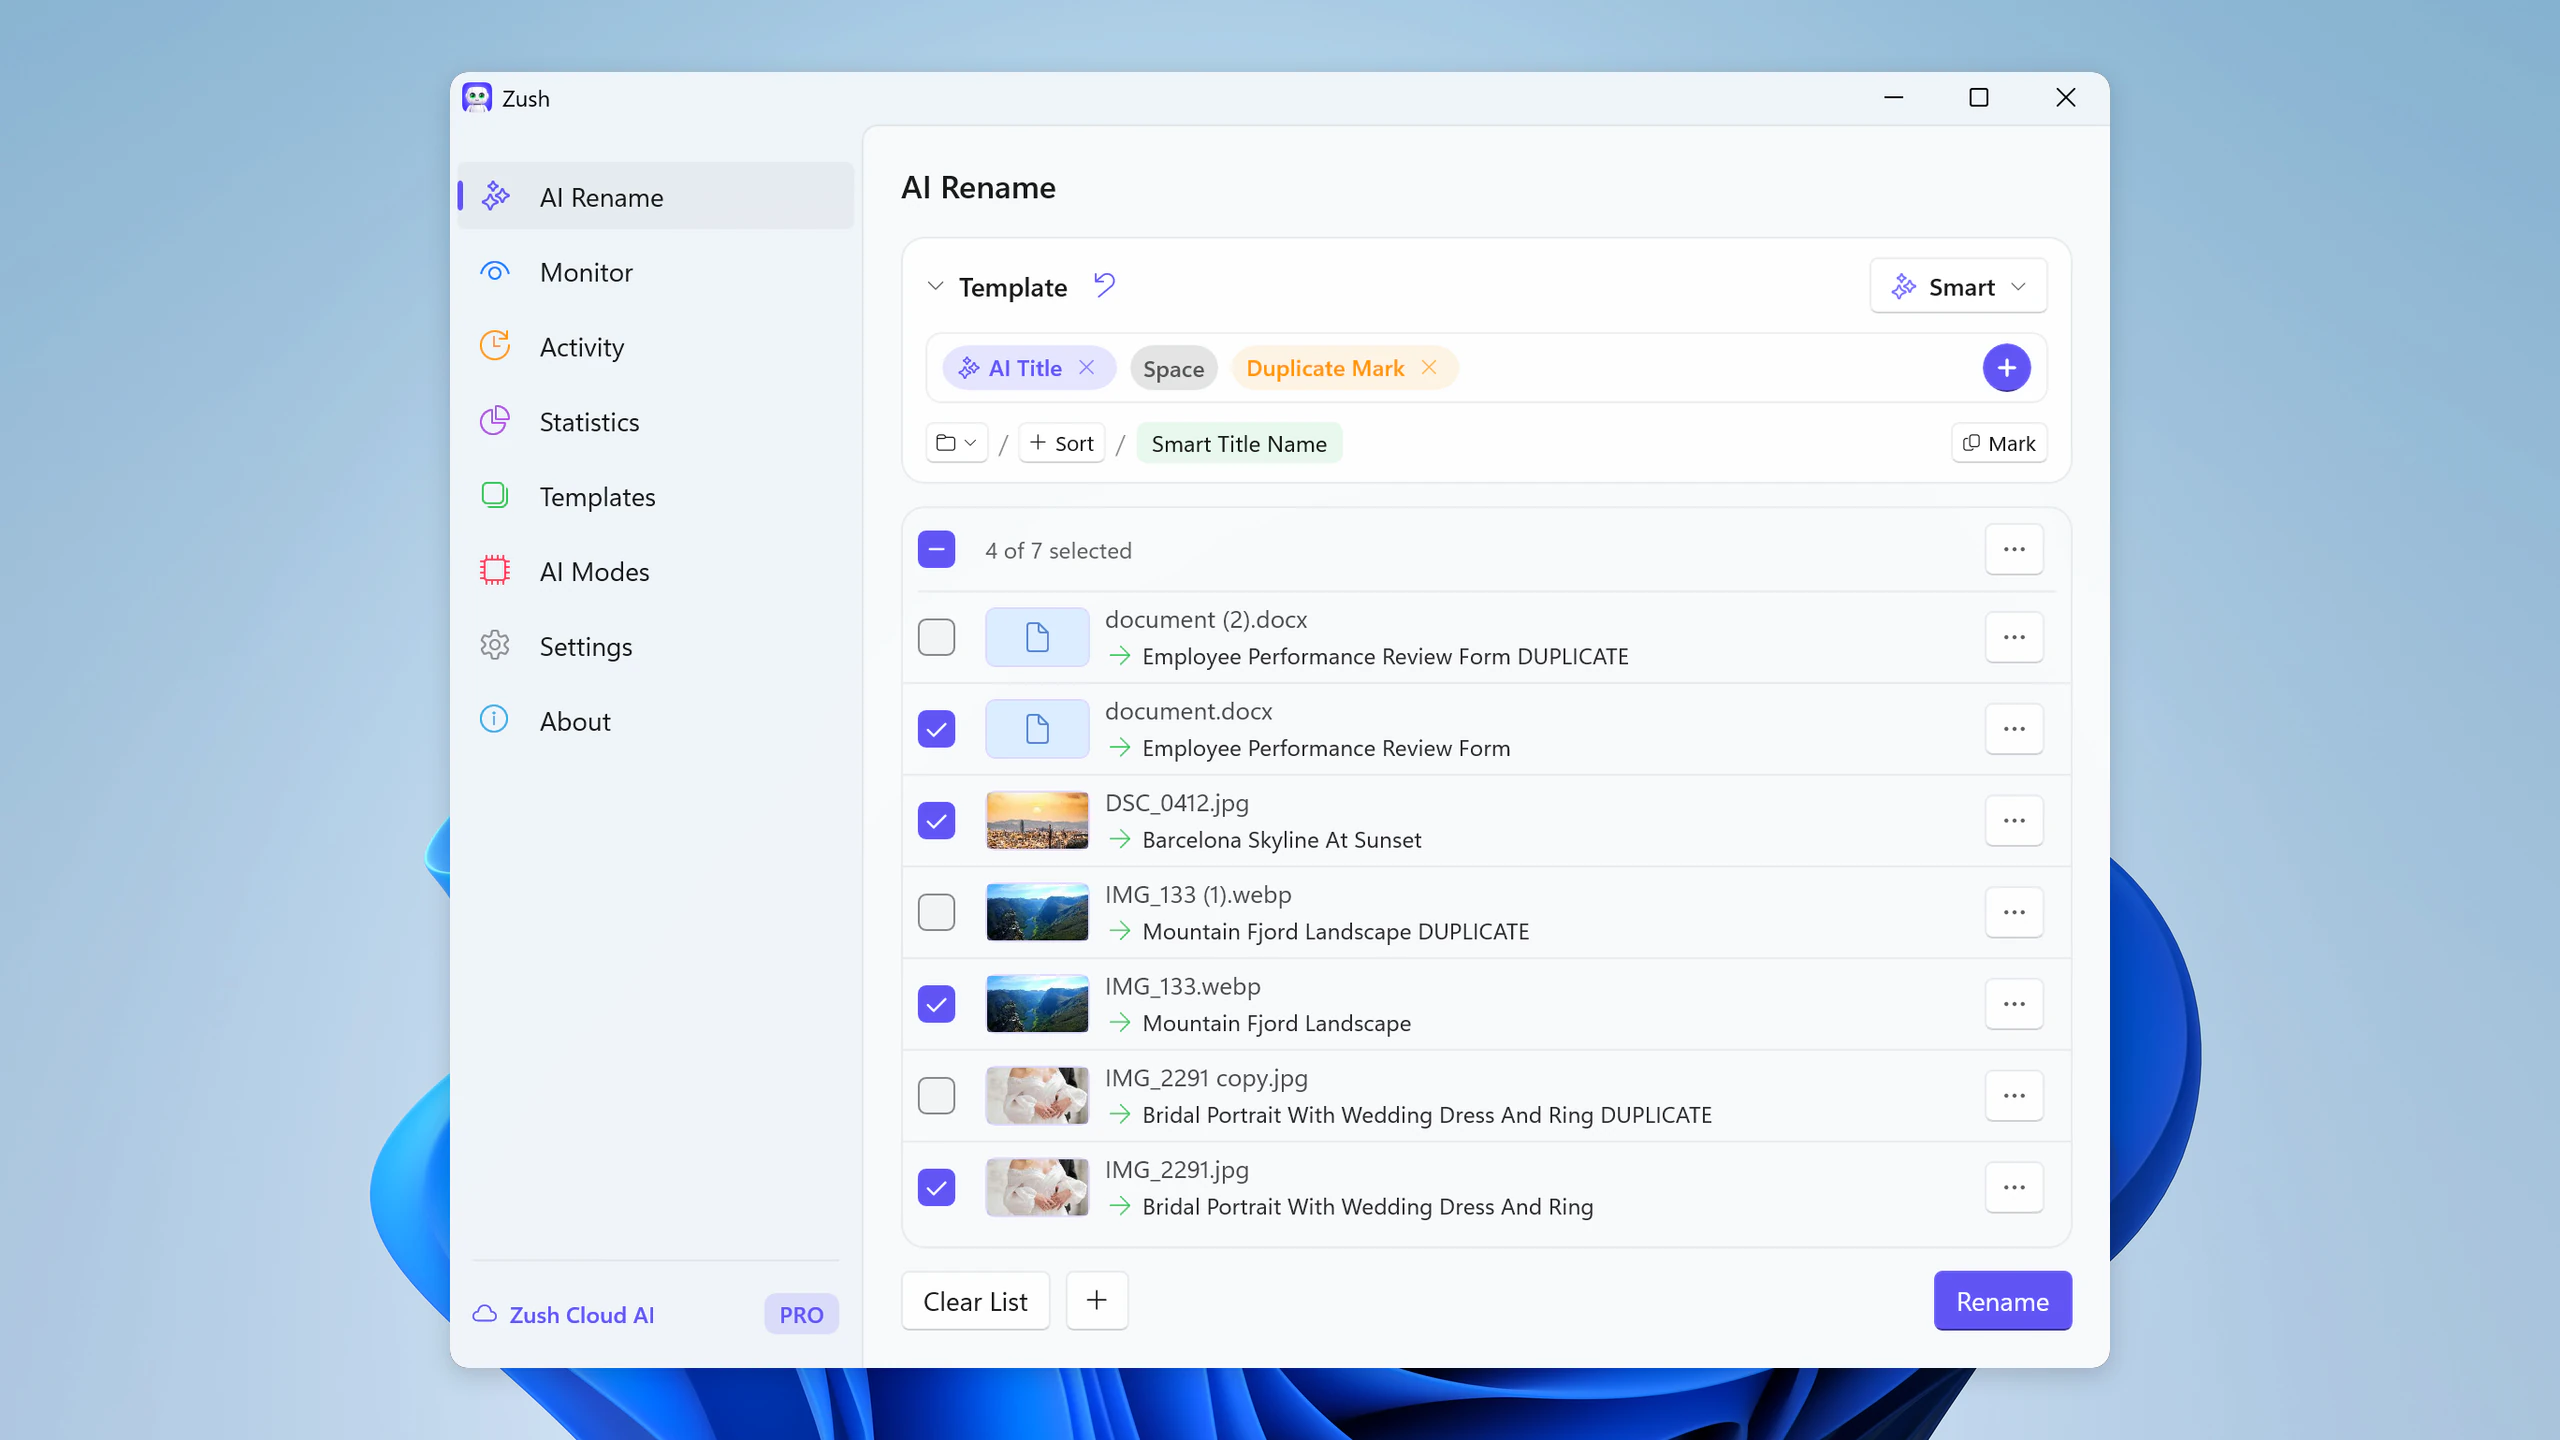 Zush
AI Rename
Monitor
Activity
Statistics
Templates
AI Modes
Settings
About
Zush Cloud AI PRO
AI Rename
Template Smart
AI Title Space Duplicate Mark
/ + Sort / Smart Title Name Mark
4 of 7 selected
document (2).docx
→ Employee Performance Review Form DUPLICATE
document.docx
→ Employee Performance Review Form
DSC_0412.jpg
→ Barcelona Skyline At Sunset
IMG_133 (1).webp
→ Mountain Fjord Landscape DUPLICATE
IMG_133.webp
→ Mountain Fjord Landscape
IMG_2291 copy.jpg
→ Bridal Portrait With Wedding Dress And Ring DUPLICATE
IMG_2291.jpg
→ Bridal Portrait With Wedding Dress And Ring
Clear List + Rename